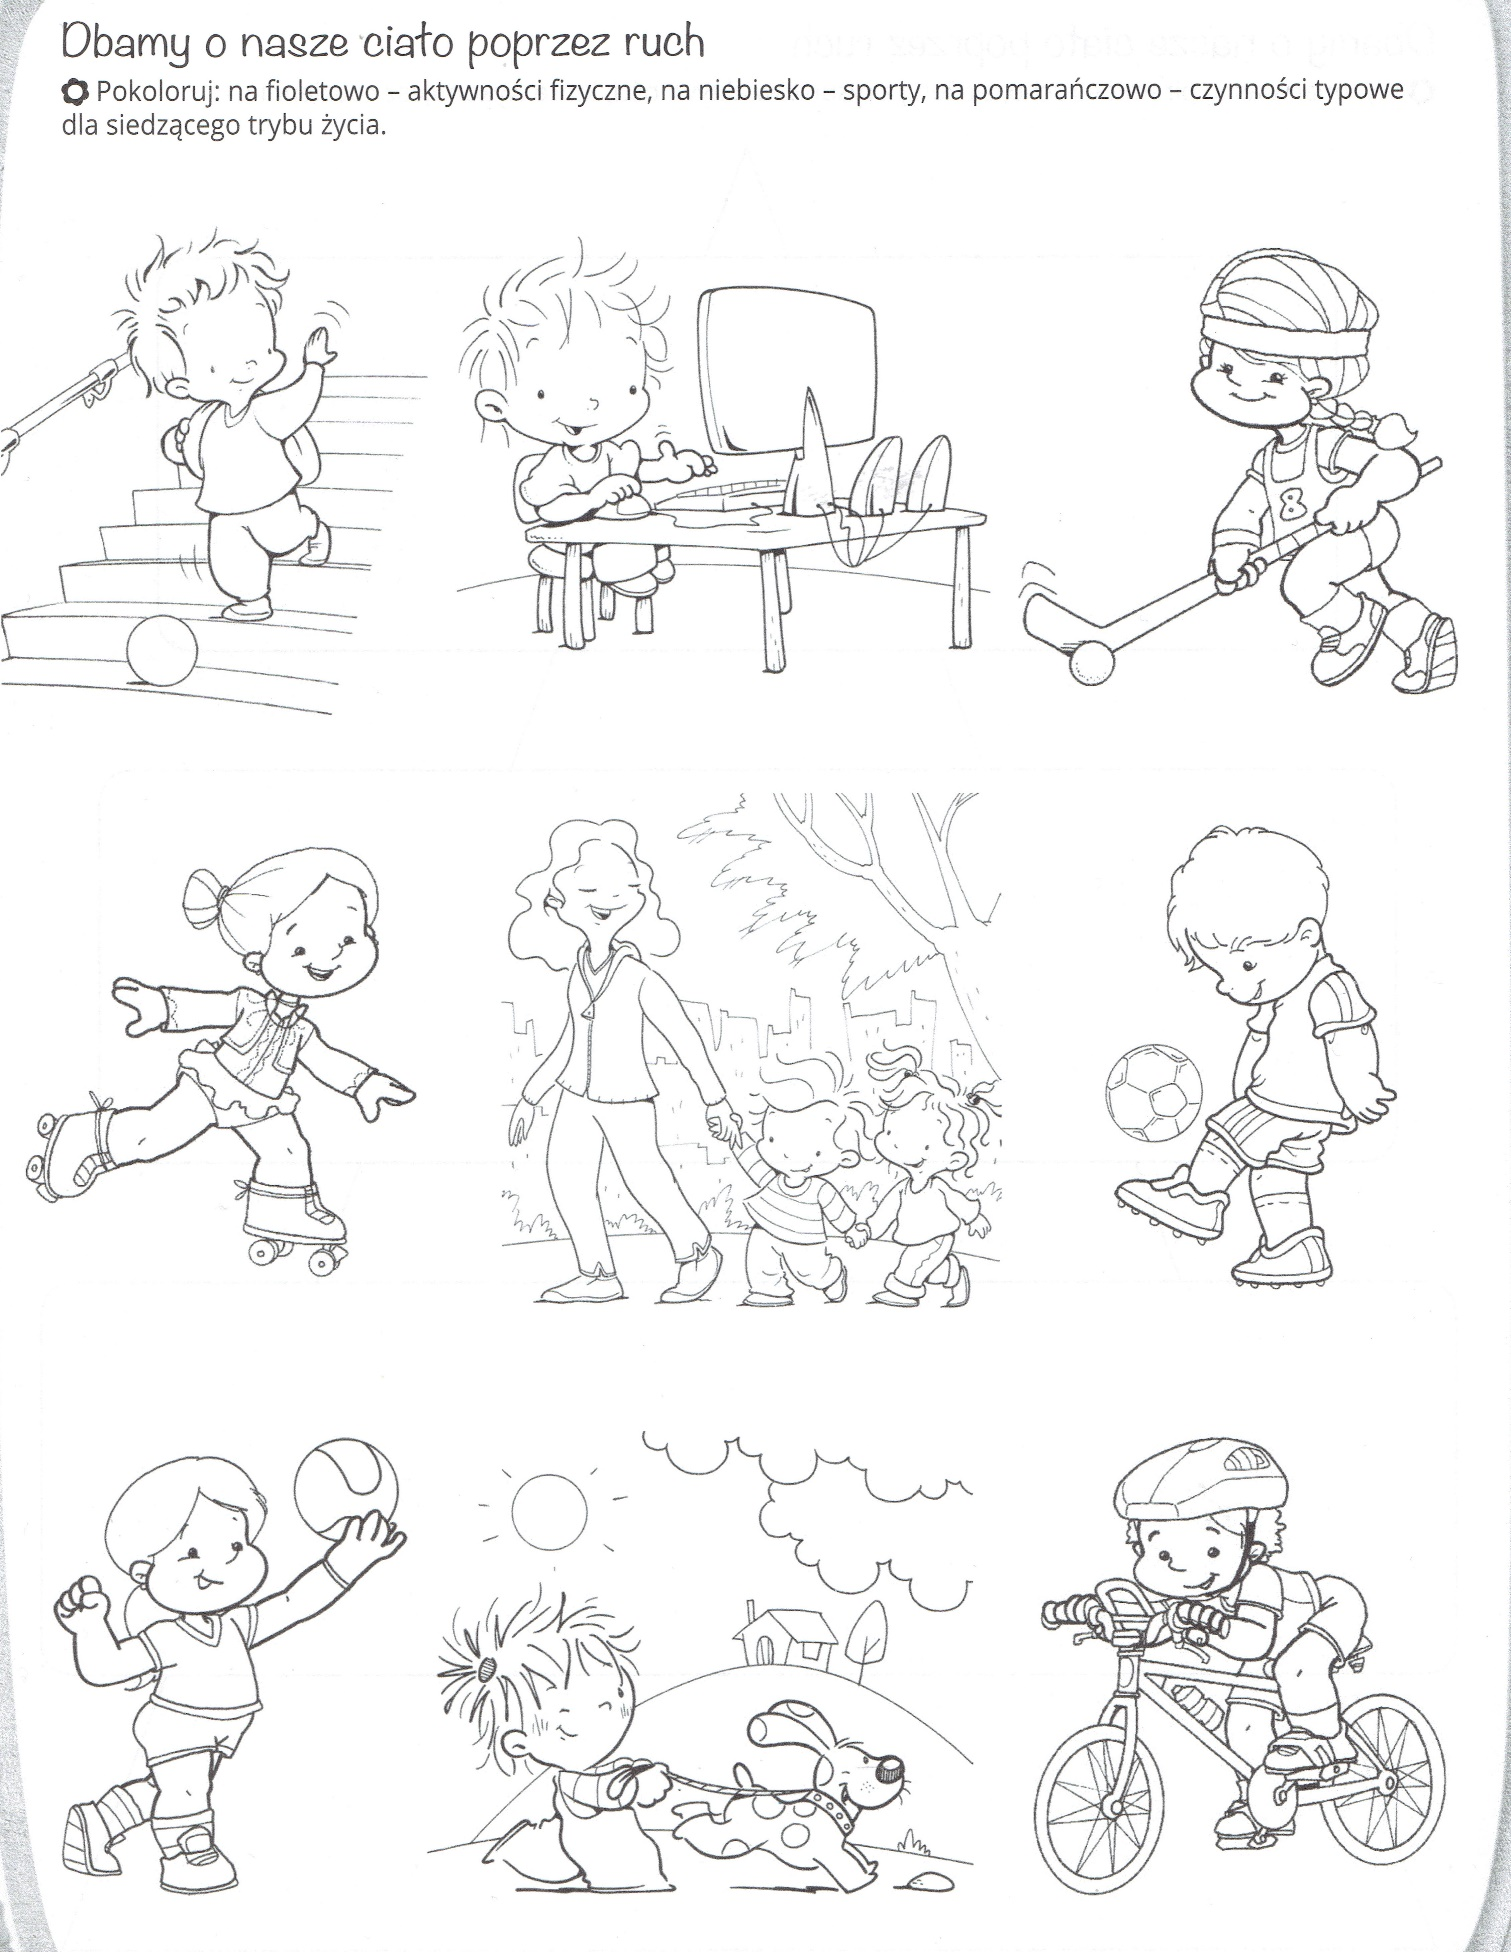 Dbamy o nasze ciało poprzez ruch
Pokoloruj: na fioletowo – aktywności fizyczne, na niebiesko – sporty, na pomarańczowo – czynności typowe
dla siedzącego trybu życia.
8